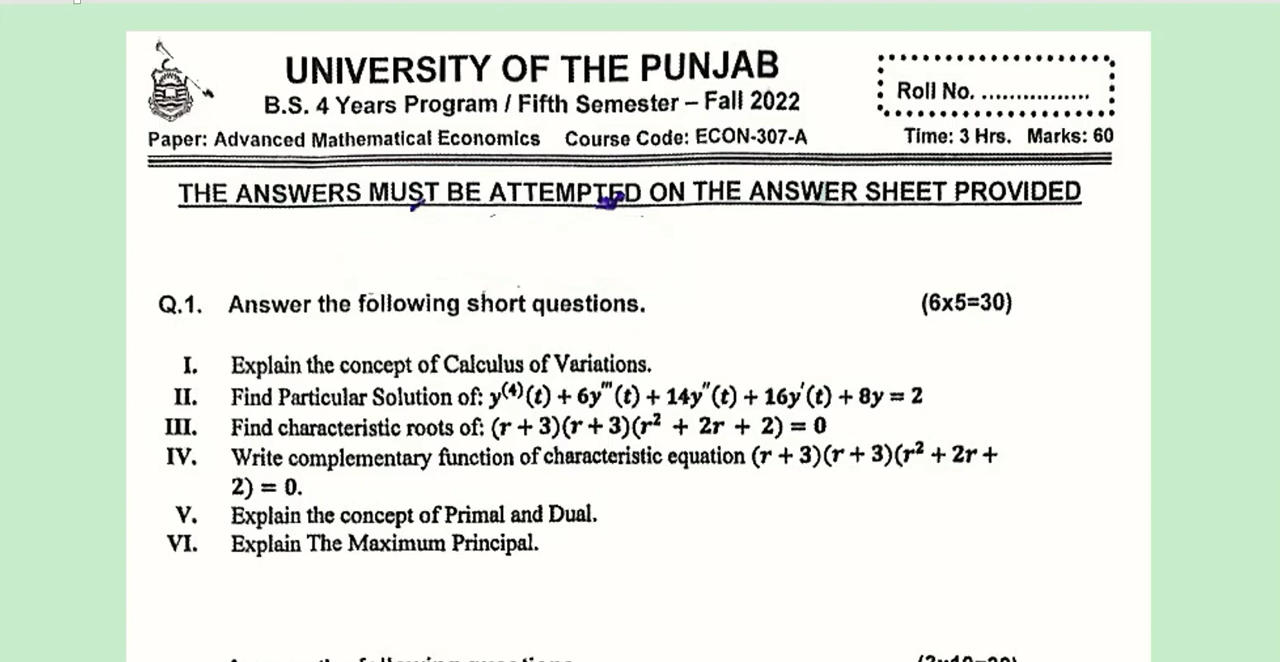 UNIVERSITY OF THE PUNJAB
B.S. 4 Years Program / Fifth Semester – Fall 2022
Roll No. ................
Paper: Advanced Mathematical Economics Course Code: ECON-307-A Time: 3 Hrs. Marks: 60
THE ANSWERS MUST BE ATTEMPTED ON THE ANSWER SHEET PROVIDED
Q.1. Answer the following short questions. (6x5=30)
I. Explain the concept of Calculus of Variations.
II. Find Particular Solution of: y⁽⁴⁾(t) + 6y‴(t) + 14y″(t) + 16y′(t) + 8y = 2
III. Find characteristic roots of: (r + 3)(r + 3)(r² + 2r + 2) = 0
IV. Write complementary function of characteristic equation (r + 3)(r + 3)(r² + 2r +
2) = 0.
V. Explain the concept of Primal and Dual.
VI. Explain The Maximum Principal.